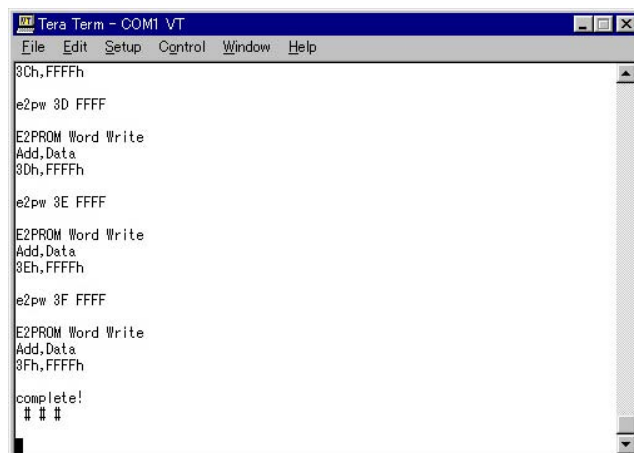 Tera Term - COM1 VT
File Edit Setup Control Window Help
3Ch,FFFFh
e2pw 3D FFFF
E2PROM Word Write
Add,Data
3Dh,FFFFh
e2pw 3E FFFF
E2PROM Word Write
Add,Data
3Eh,FFFFh
e2pw 3F FFFF
E2PROM Word Write
Add,Data
3Fh,FFFFh
complete!
# # #